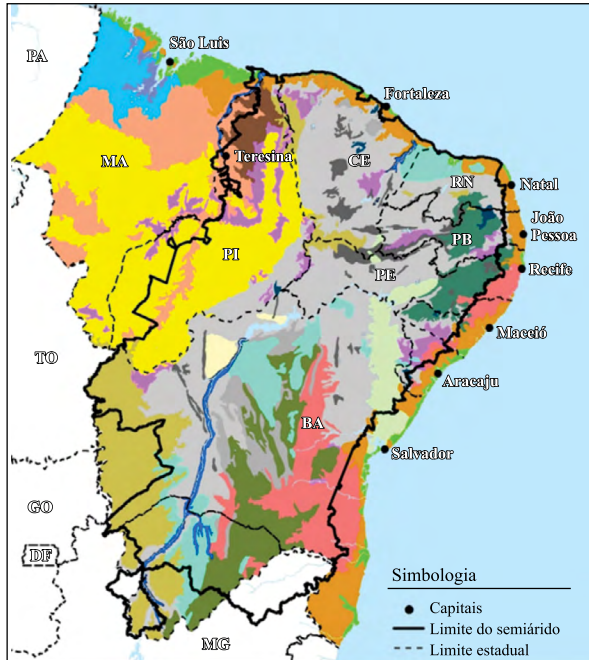 PA
São Luis
Fortaleza
MA
Teresina
CE
RN
Natal
João
Pessoa
PB
PI
PE
Recife
Maceió
TO
Aracaju
BA
Salvador
GO
DF
MG
Simbologia
Capitais
Limite do semiárido
Limite estadual